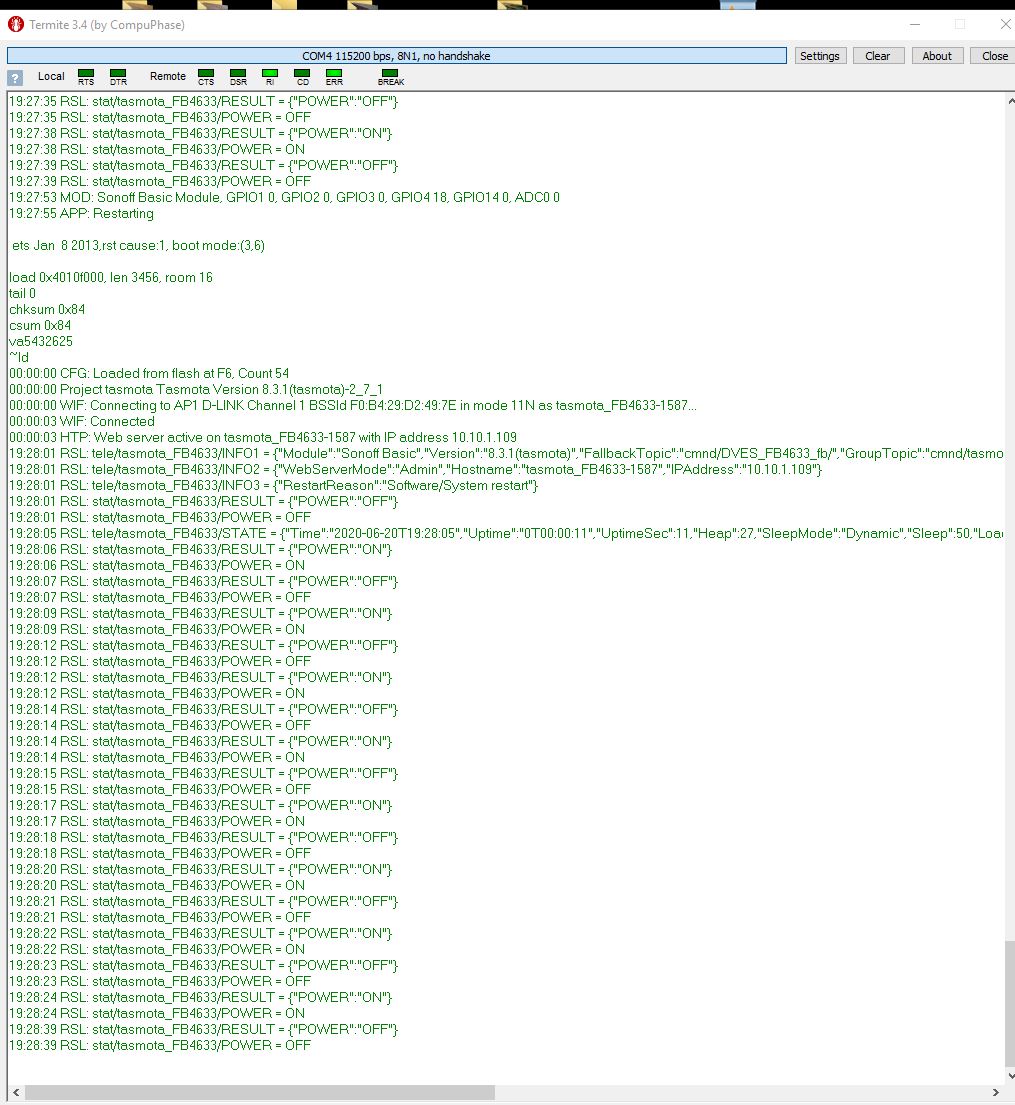 Termite 3.4 (by CompuPhase)
COM4 115200 bps, 8N1, no handshake
Settings
Clear
About
Close
? Local RTS DTR Remote CTS DSR RI CD ERR BREAK
19:27:35 RSL: stat/tasmota_FB4633/RESULT = {"POWER":"OFF"}
19:27:35 RSL: stat/tasmota_FB4633/POWER = OFF
19:27:38 RSL: stat/tasmota_FB4633/RESULT = {"POWER":"ON"}
19:27:38 RSL: stat/tasmota_FB4633/POWER = ON
19:27:39 RSL: stat/tasmota_FB4633/RESULT = {"POWER":"OFF"}
19:27:39 RSL: stat/tasmota_FB4633/POWER = OFF
19:27:53 MOD: Sonoff Basic Module, GPIO1 0, GPIO2 0, GPIO3 0, GPIO4 18, GPIO14 0, ADC0 0
19:27:55 APP: Restarting
ets Jan  8 2013,rst cause:1, boot mode:(3,6)
load 0x4010f000, len 3456, room 16
tail 0
chksum 0x84
csum 0x84
va5432625
~ld
00:00:00 CFG: Loaded from flash at F6, Count 54
00:00:00 Project tasmota Tasmota Version 8.3.1(tasmota)-2_7_1
00:00:00 WIF: Connecting to AP1 D-LINK Channel 1 BSSId F0:B4:29:D2:49:7E in mode 11N as tasmota_FB4633-1587...
00:00:03 WIF: Connected
00:00:03 HTP: Web server active on tasmota_FB4633-1587 with IP address 10.10.1.109
19:28:01 RSL: tele/tasmota_FB4633/INFO1 = {"Module":"Sonoff Basic","Version":"8.3.1(tasmota)","FallbackTopic":"cmnd/DVES_FB4633_fb/","GroupTopic":"cmnd/tasmo
19:28:01 RSL: tele/tasmota_FB4633/INFO2 = {"WebServerMode":"Admin","Hostname":"tasmota_FB4633-1587","IPAddress":"10.10.1.109"}
19:28:01 RSL: tele/tasmota_FB4633/INFO3 = {"RestartReason":"Software/System restart"}
19:28:01 RSL: stat/tasmota_FB4633/RESULT = {"POWER":"OFF"}
19:28:01 RSL: stat/tasmota_FB4633/POWER = OFF
19:28:05 RSL: tele/tasmota_FB4633/STATE = {"Time":"2020-06-20T19:28:05","Uptime":"0T00:00:11","UptimeSec":11,"Heap":27,"SleepMode":"Dynamic","Sleep":50,"Loa
19:28:06 RSL: stat/tasmota_FB4633/RESULT = {"POWER":"ON"}
19:28:06 RSL: stat/tasmota_FB4633/POWER = ON
19:28:07 RSL: stat/tasmota_FB4633/RESULT = {"POWER":"OFF"}
19:28:07 RSL: stat/tasmota_FB4633/POWER = OFF
19:28:09 RSL: stat/tasmota_FB4633/RESULT = {"POWER":"ON"}
19:28:09 RSL: stat/tasmota_FB4633/POWER = ON
19:28:12 RSL: stat/tasmota_FB4633/RESULT = {"POWER":"OFF"}
19:28:12 RSL: stat/tasmota_FB4633/POWER = OFF
19:28:12 RSL: stat/tasmota_FB4633/RESULT = {"POWER":"ON"}
19:28:12 RSL: stat/tasmota_FB4633/POWER = ON
19:28:14 RSL: stat/tasmota_FB4633/RESULT = {"POWER":"OFF"}
19:28:14 RSL: stat/tasmota_FB4633/POWER = OFF
19:28:14 RSL: stat/tasmota_FB4633/RESULT = {"POWER":"ON"}
19:28:14 RSL: stat/tasmota_FB4633/POWER = ON
19:28:15 RSL: stat/tasmota_FB4633/RESULT = {"POWER":"OFF"}
19:28:15 RSL: stat/tasmota_FB4633/POWER = OFF
19:28:17 RSL: stat/tasmota_FB4633/RESULT = {"POWER":"ON"}
19:28:17 RSL: stat/tasmota_FB4633/POWER = ON
19:28:18 RSL: stat/tasmota_FB4633/RESULT = {"POWER":"OFF"}
19:28:18 RSL: stat/tasmota_FB4633/POWER = OFF
19:28:20 RSL: stat/tasmota_FB4633/RESULT = {"POWER":"ON"}
19:28:20 RSL: stat/tasmota_FB4633/POWER = ON
19:28:21 RSL: stat/tasmota_FB4633/RESULT = {"POWER":"OFF"}
19:28:21 RSL: stat/tasmota_FB4633/POWER = OFF
19:28:22 RSL: stat/tasmota_FB4633/RESULT = {"POWER":"ON"}
19:28:22 RSL: stat/tasmota_FB4633/POWER = ON
19:28:23 RSL: stat/tasmota_FB4633/RESULT = {"POWER":"OFF"}
19:28:23 RSL: stat/tasmota_FB4633/POWER = OFF
19:28:24 RSL: stat/tasmota_FB4633/RESULT = {"POWER":"ON"}
19:28:24 RSL: stat/tasmota_FB4633/POWER = ON
19:28:39 RSL: stat/tasmota_FB4633/RESULT = {"POWER":"OFF"}
19:28:39 RSL: stat/tasmota_FB4633/POWER = OFF